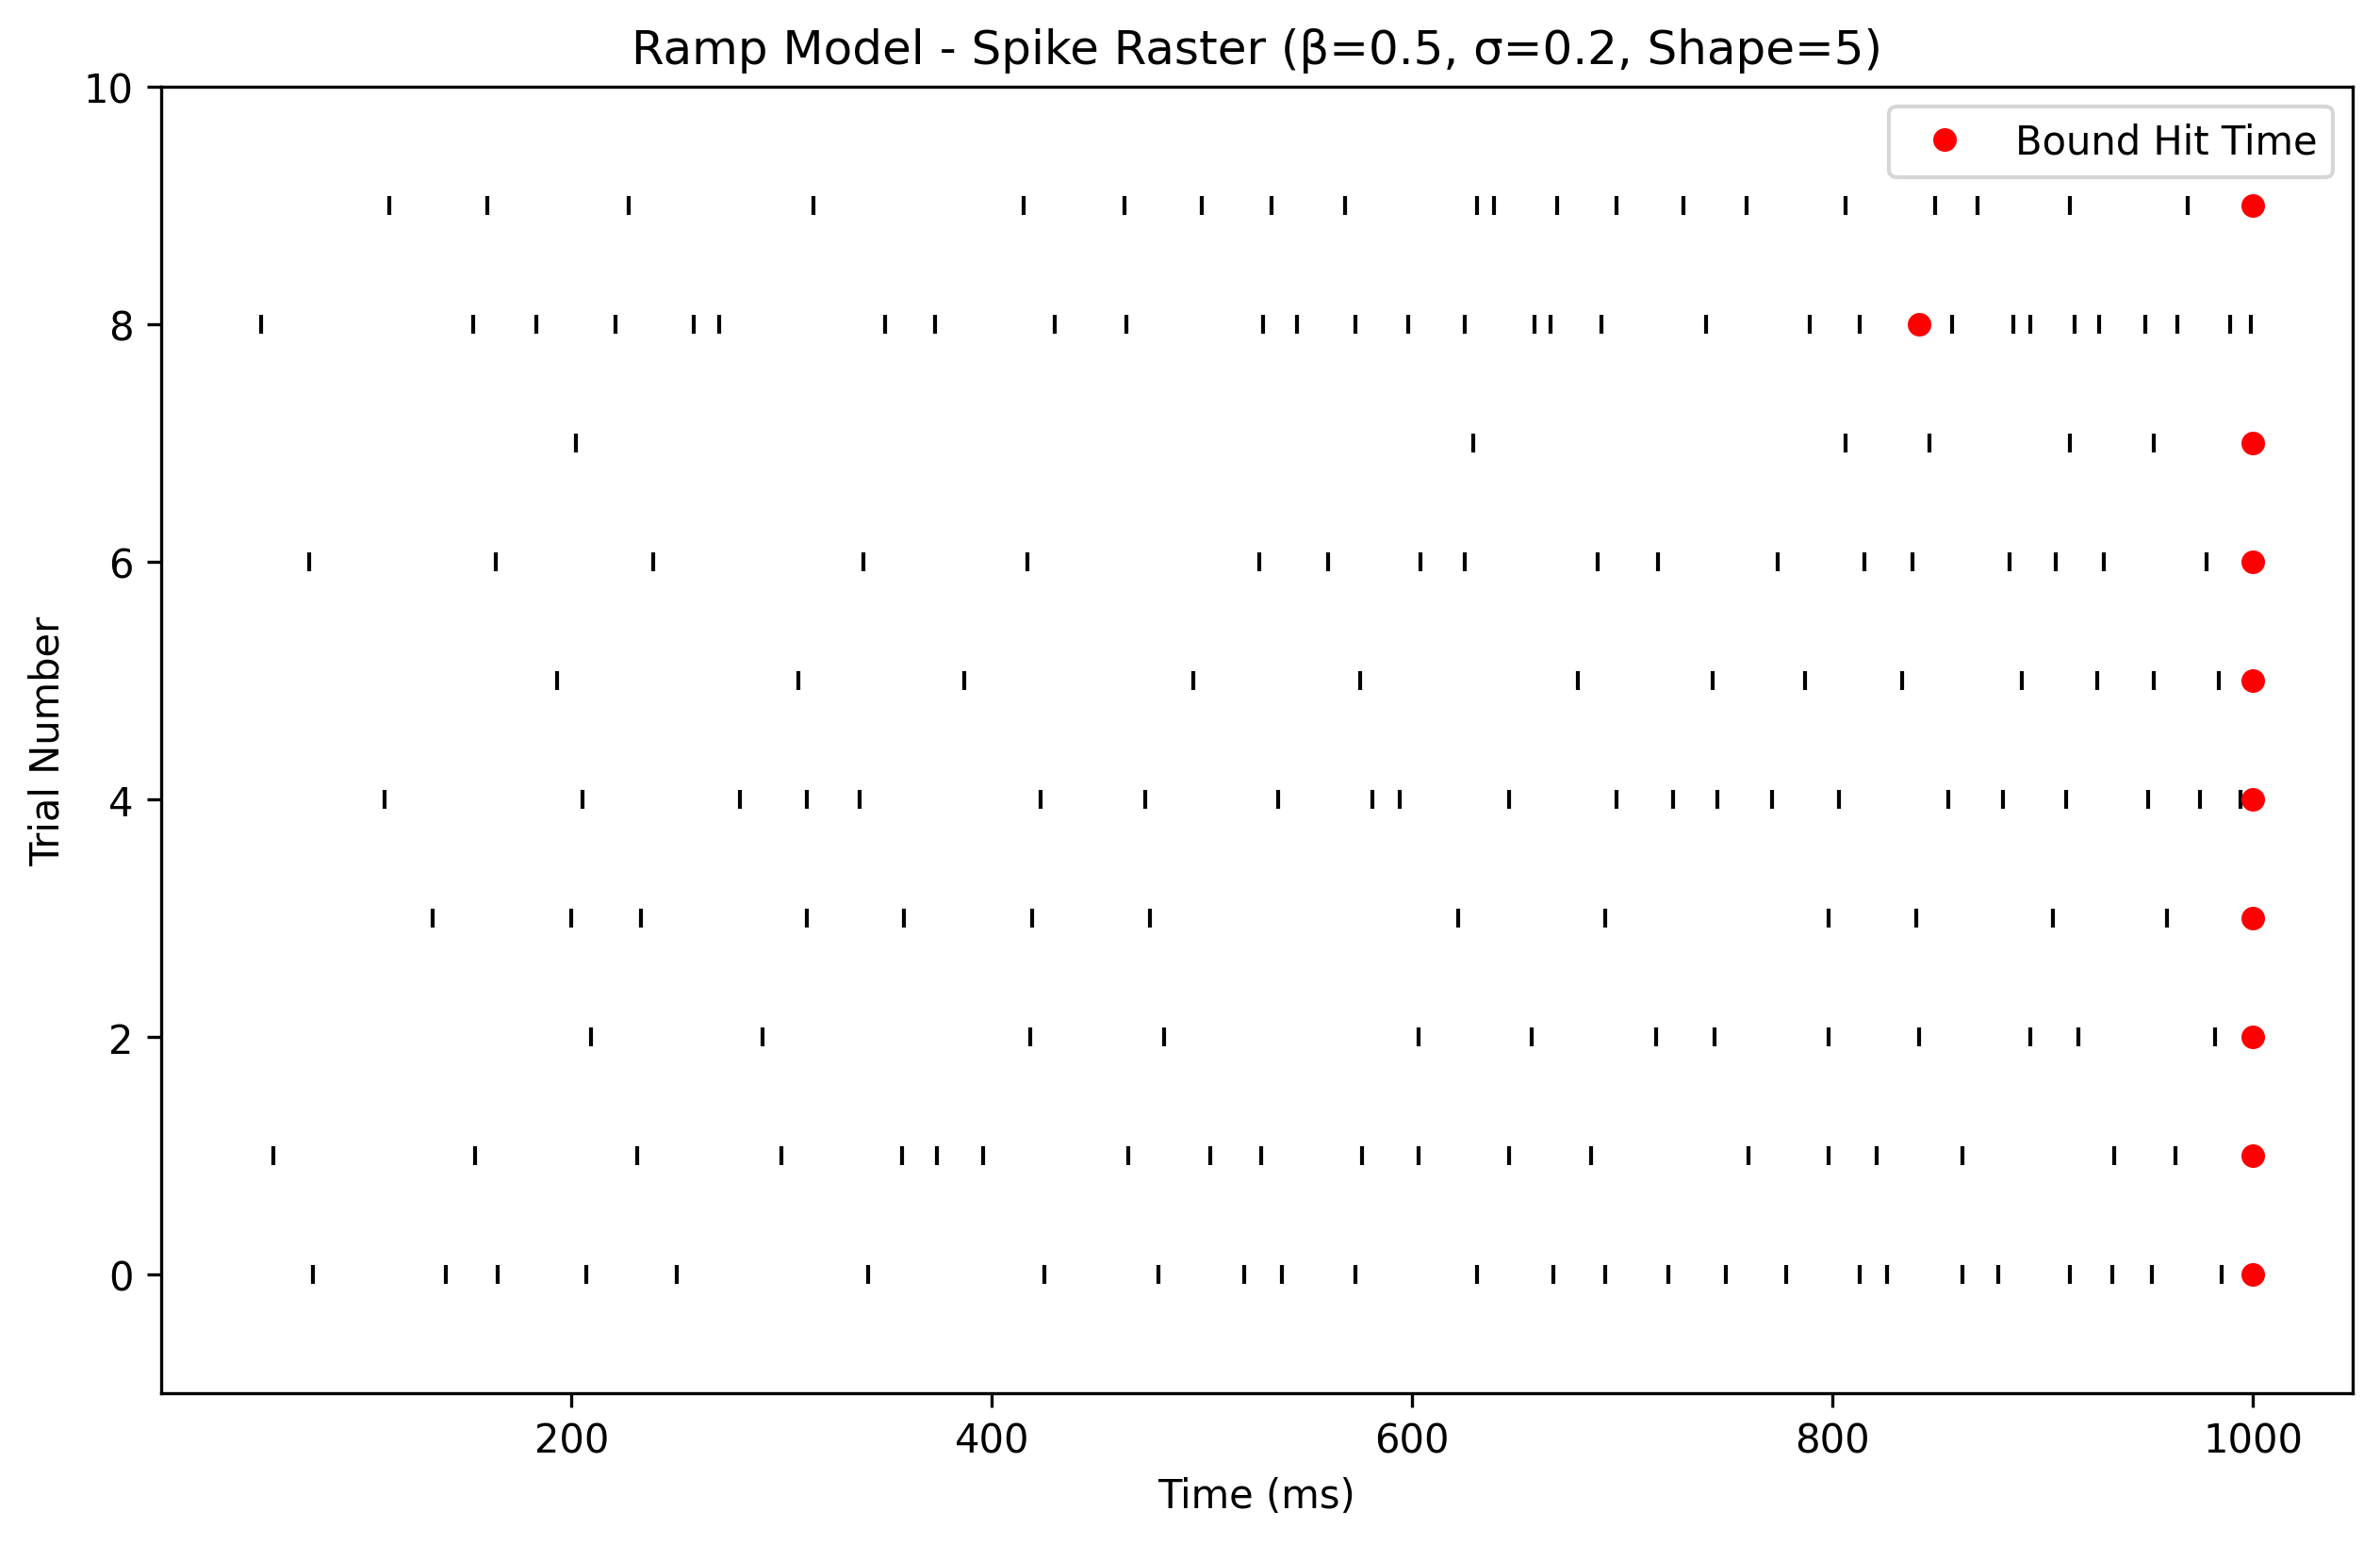 Ramp Model - Spike Raster (β=0.5, σ=0.2, Shape=5)
Bound Hit Time
10
8
6
4
2
0
Trial Number
200 400 600 800 1000
Time (ms)